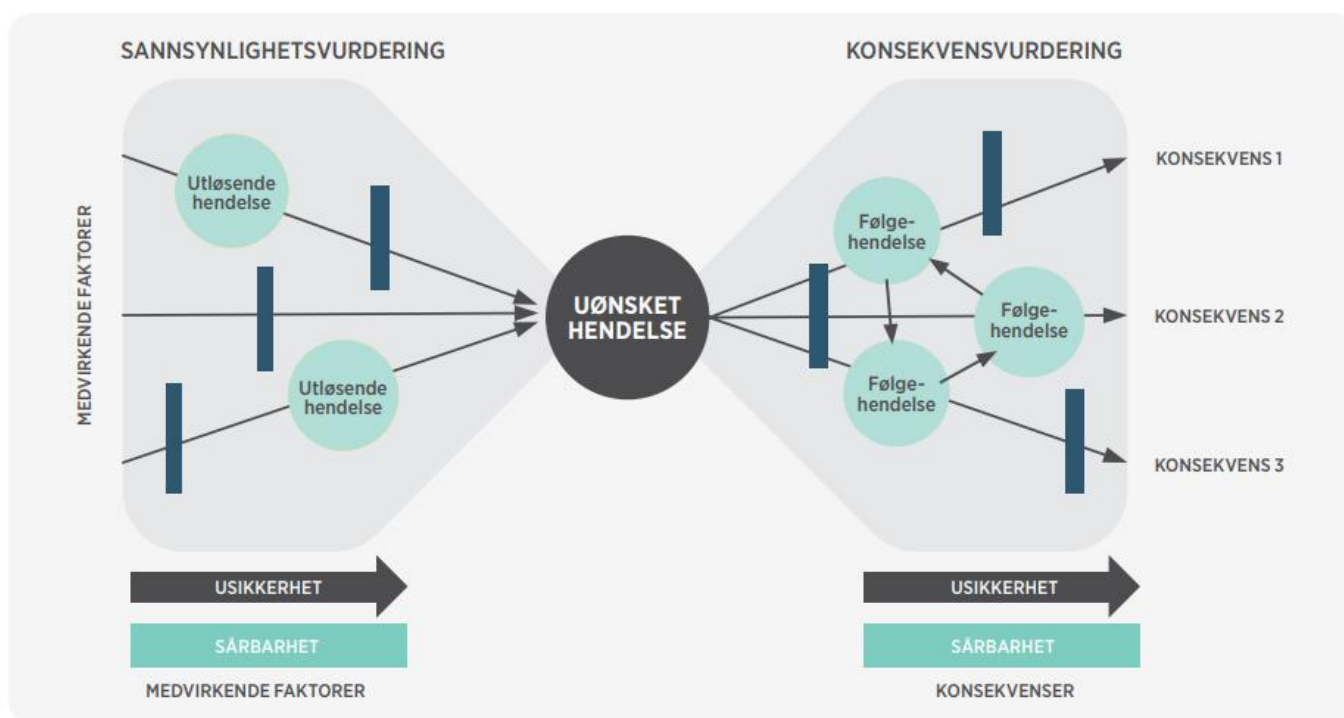 SANNSYNLIGHETSVURDERING
KONSEKVENSVURDERING
MEDVIRKENDE FAKTORER
Utløsende
hendelse
Utløsende
hendelse
UØNSKET
HENDELSE
Følge-
hendelse
Følge-
hendelse
Følge-
hendelse
KONSEKVENS 1
KONSEKVENS 2
KONSEKVENS 3
USIKKERHET
SÅRBARHET
MEDVIRKENDE FAKTORER
USIKKERHET
SÅRBARHET
KONSEKVENSER